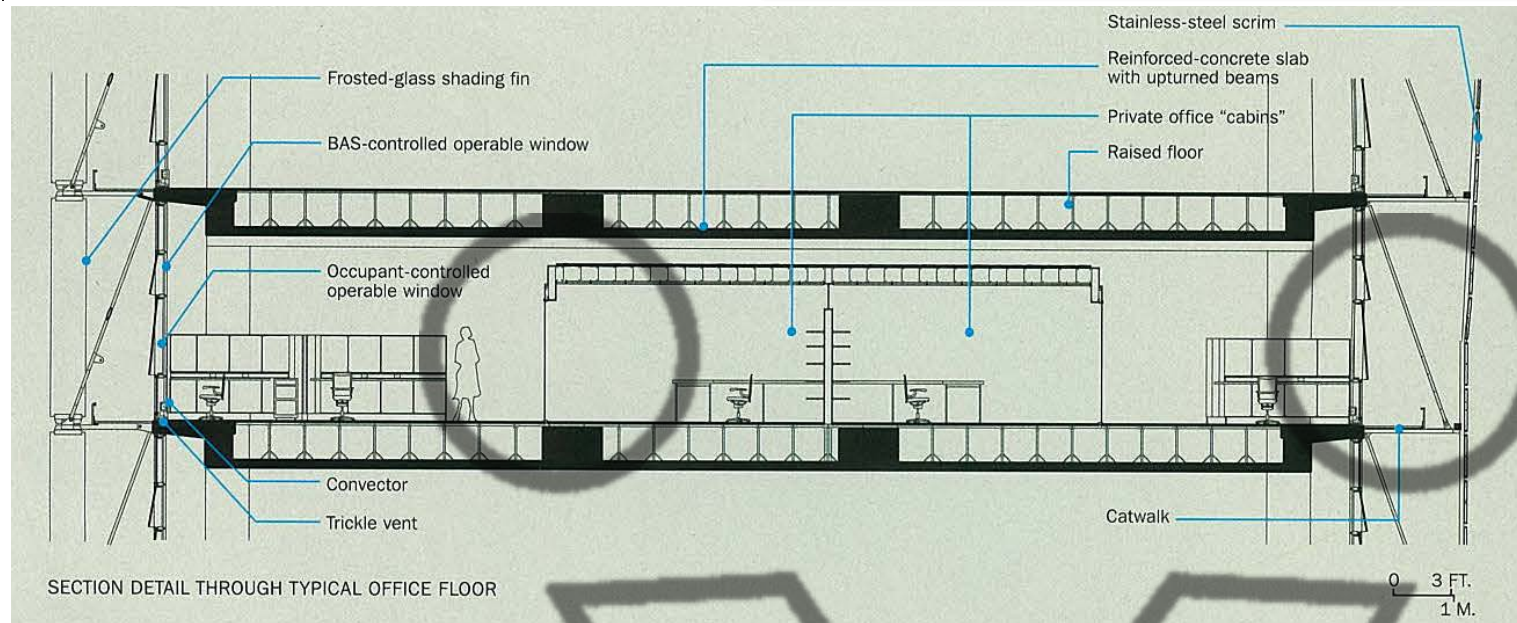 Stainless-steel scrim
Reinforced-concrete slab
with upturned beams
Frosted-glass shading fin
Private office “cabins”
BAS-controlled operable window
Raised floor
Occupant-controlled
operable window
Convector
Trickle vent
Catwalk
SECTION DETAIL THROUGH TYPICAL OFFICE FLOOR
0 3 FT.
1 M.